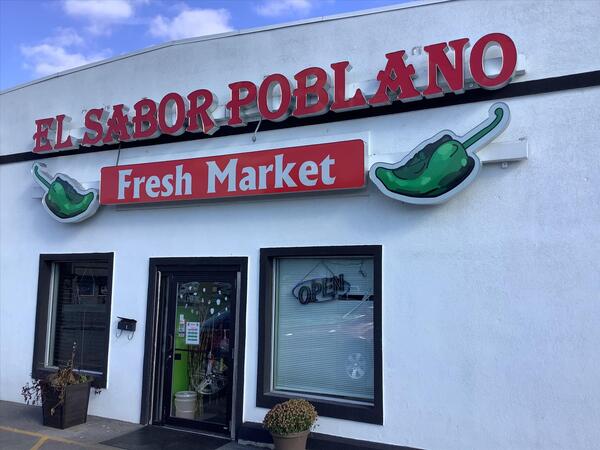 EL SABOR POBLANO
Fresh Market
OPEN